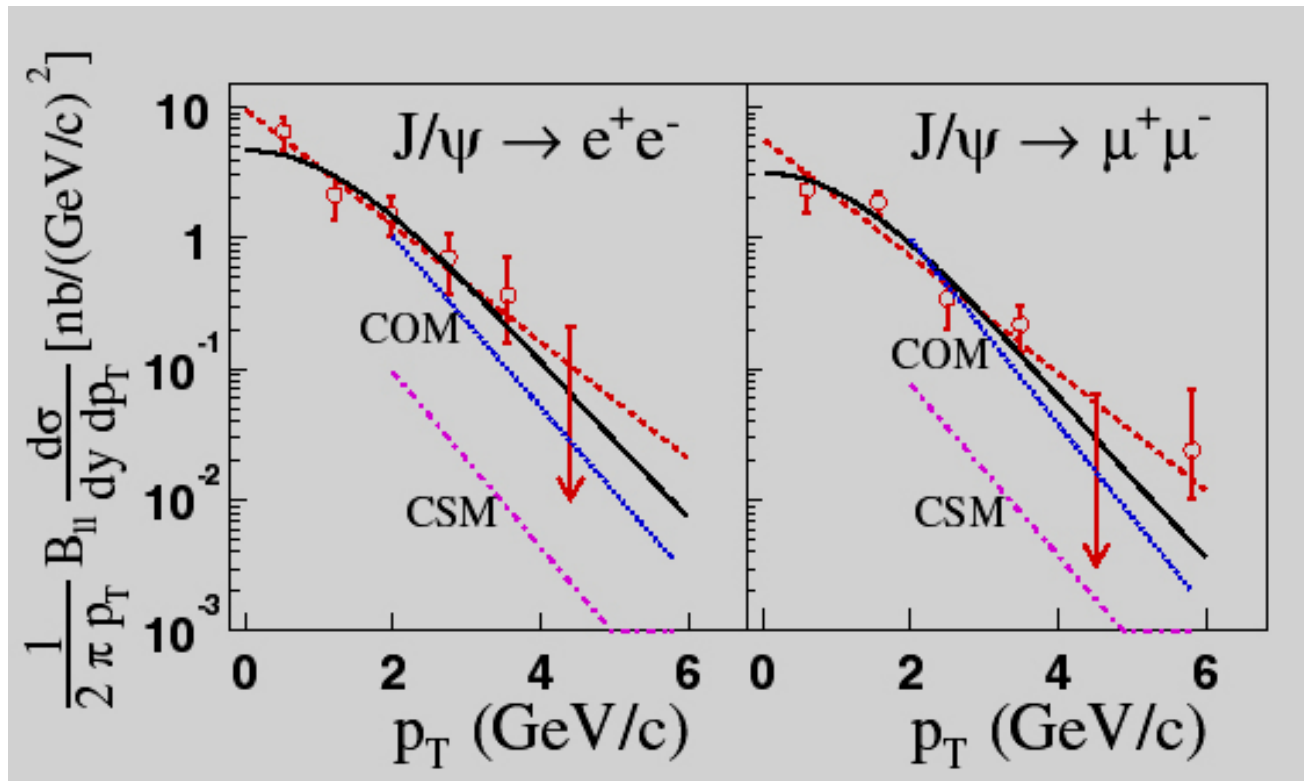 1/(2 π p_T) B_ll dσ/(dy dp_T) [nb/(GeV/c)^2]
10
1
10^-1
10^-2
10^-3
J/ψ → e^+e^-
COM
CSM
0 2 4 6
p_T (GeV/c)
J/ψ → μ^+μ^-
COM
CSM
0 2 4 6
p_T (GeV/c)